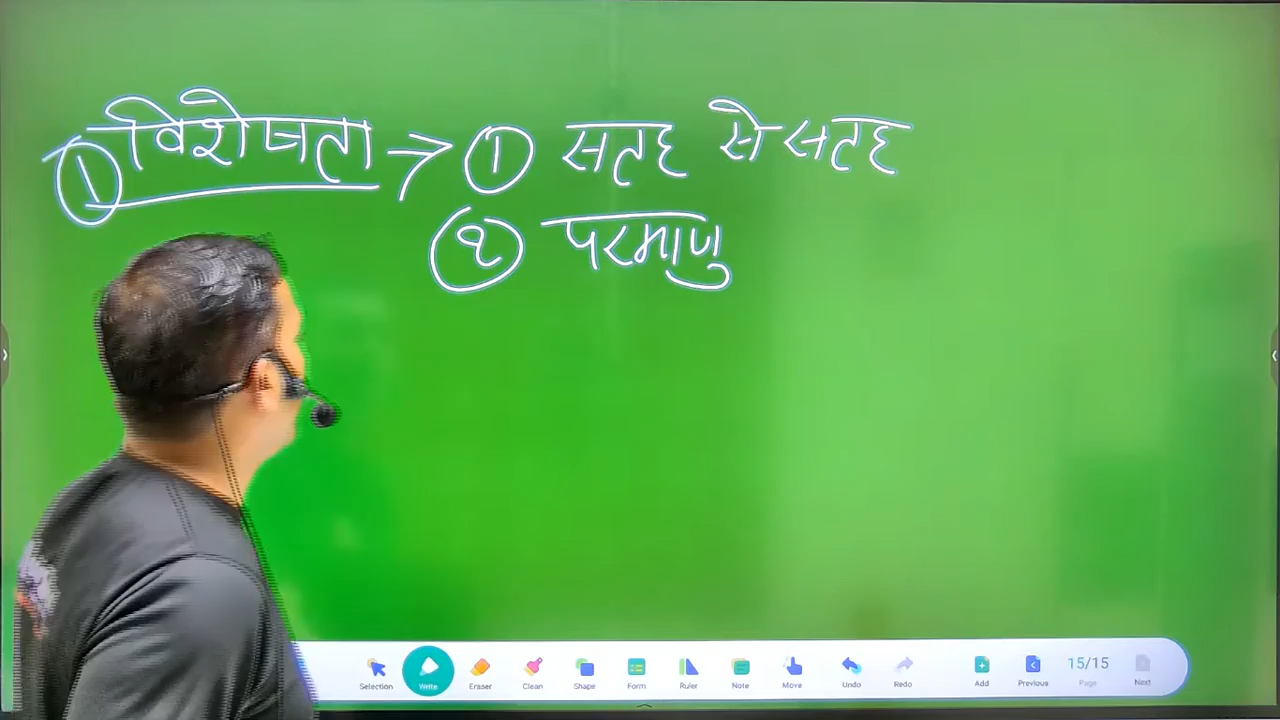 ① विशेषता → ① सतह से सतह
② परमाणु
Selection Write Eraser Clean Shape Form Ruler Note Move Undo Redo Add Previous 15/15 Page Next